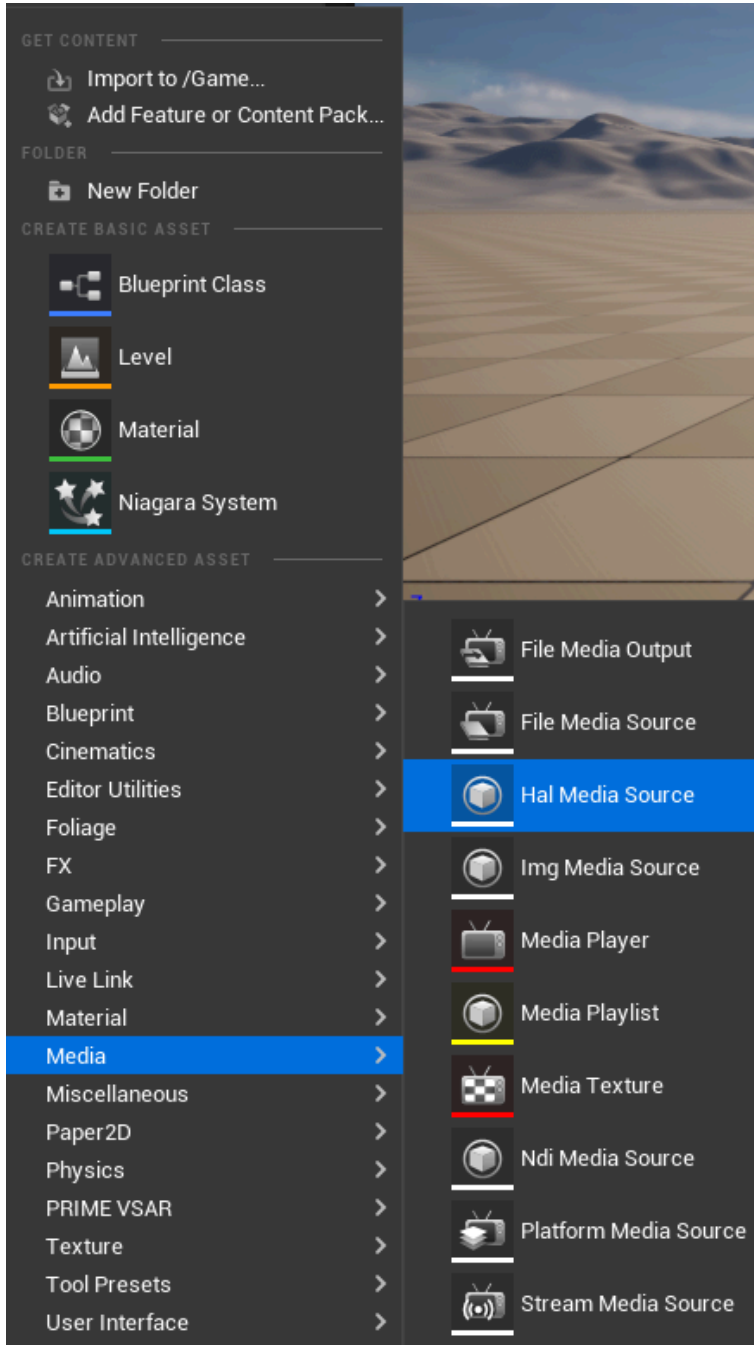 GET CONTENT
Import to /Game...
Add Feature or Content Pack...
FOLDER
New Folder
CREATE BASIC ASSET
Blueprint Class
Level
Material
Niagara System
CREATE ADVANCED ASSET
Animation
Artificial Intelligence
Audio
Blueprint
Cinematics
Editor Utilities
Foliage
FX
Gameplay
Input
Live Link
Material
Media
Miscellaneous
Paper2D
Physics
PRIME VSAR
Texture
Tool Presets
User Interface
File Media Output
File Media Source
Hal Media Source
Img Media Source
Media Player
Media Playlist
Media Texture
Ndi Media Source
Platform Media Source
Stream Media Source